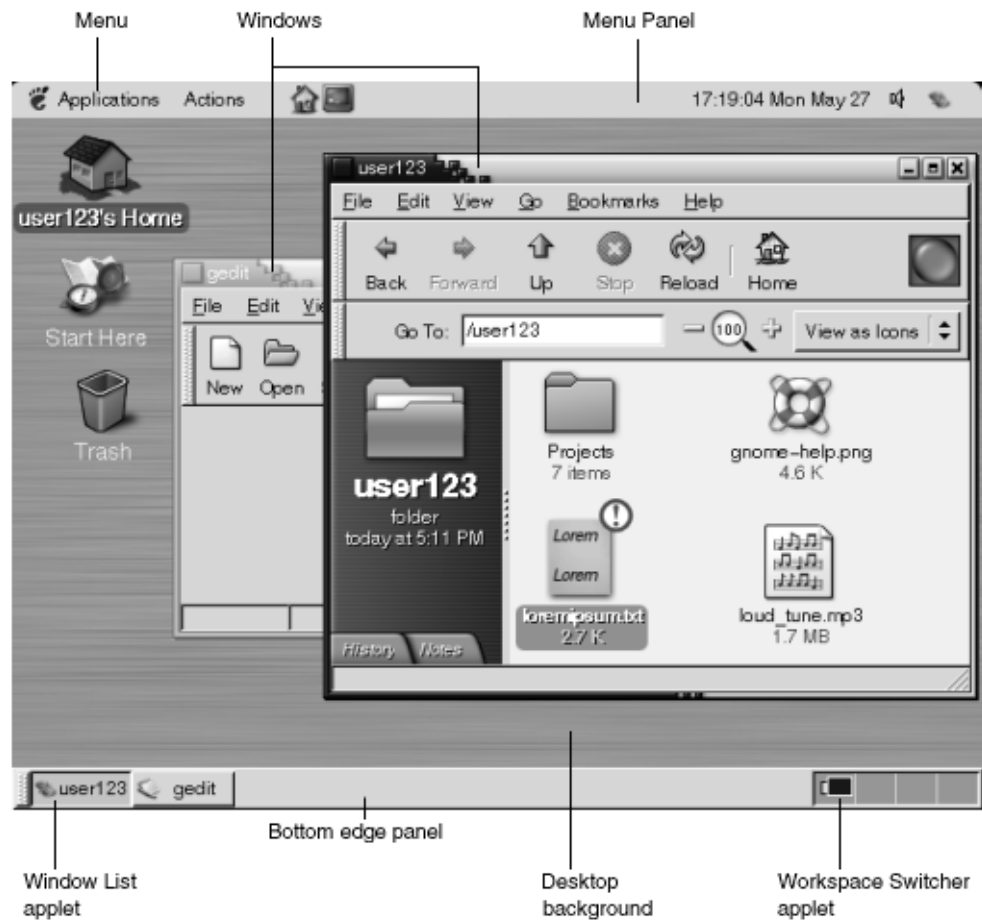 Menu
Windows
Menu Panel
Applications Actions
17:19:04 Mon May 27
user123's Home
Start Here
Trash
gedit
File Edit
New Open
user123
File Edit View Go Bookmarks Help
Back Forward Up Stop Reload Home
Go To: /user123
100
View as Icons
user123
folder
today at 5:11 PM
History Notes
Projects
7 items
gnome-help.png
4.6 K
Lorem
Lorem
loremipsum.txt
2.7 K
loud_tune.mp3
1.7 MB
user123
gedit
Bottom edge panel
Window List
applet
Desktop
background
Workspace Switcher
applet